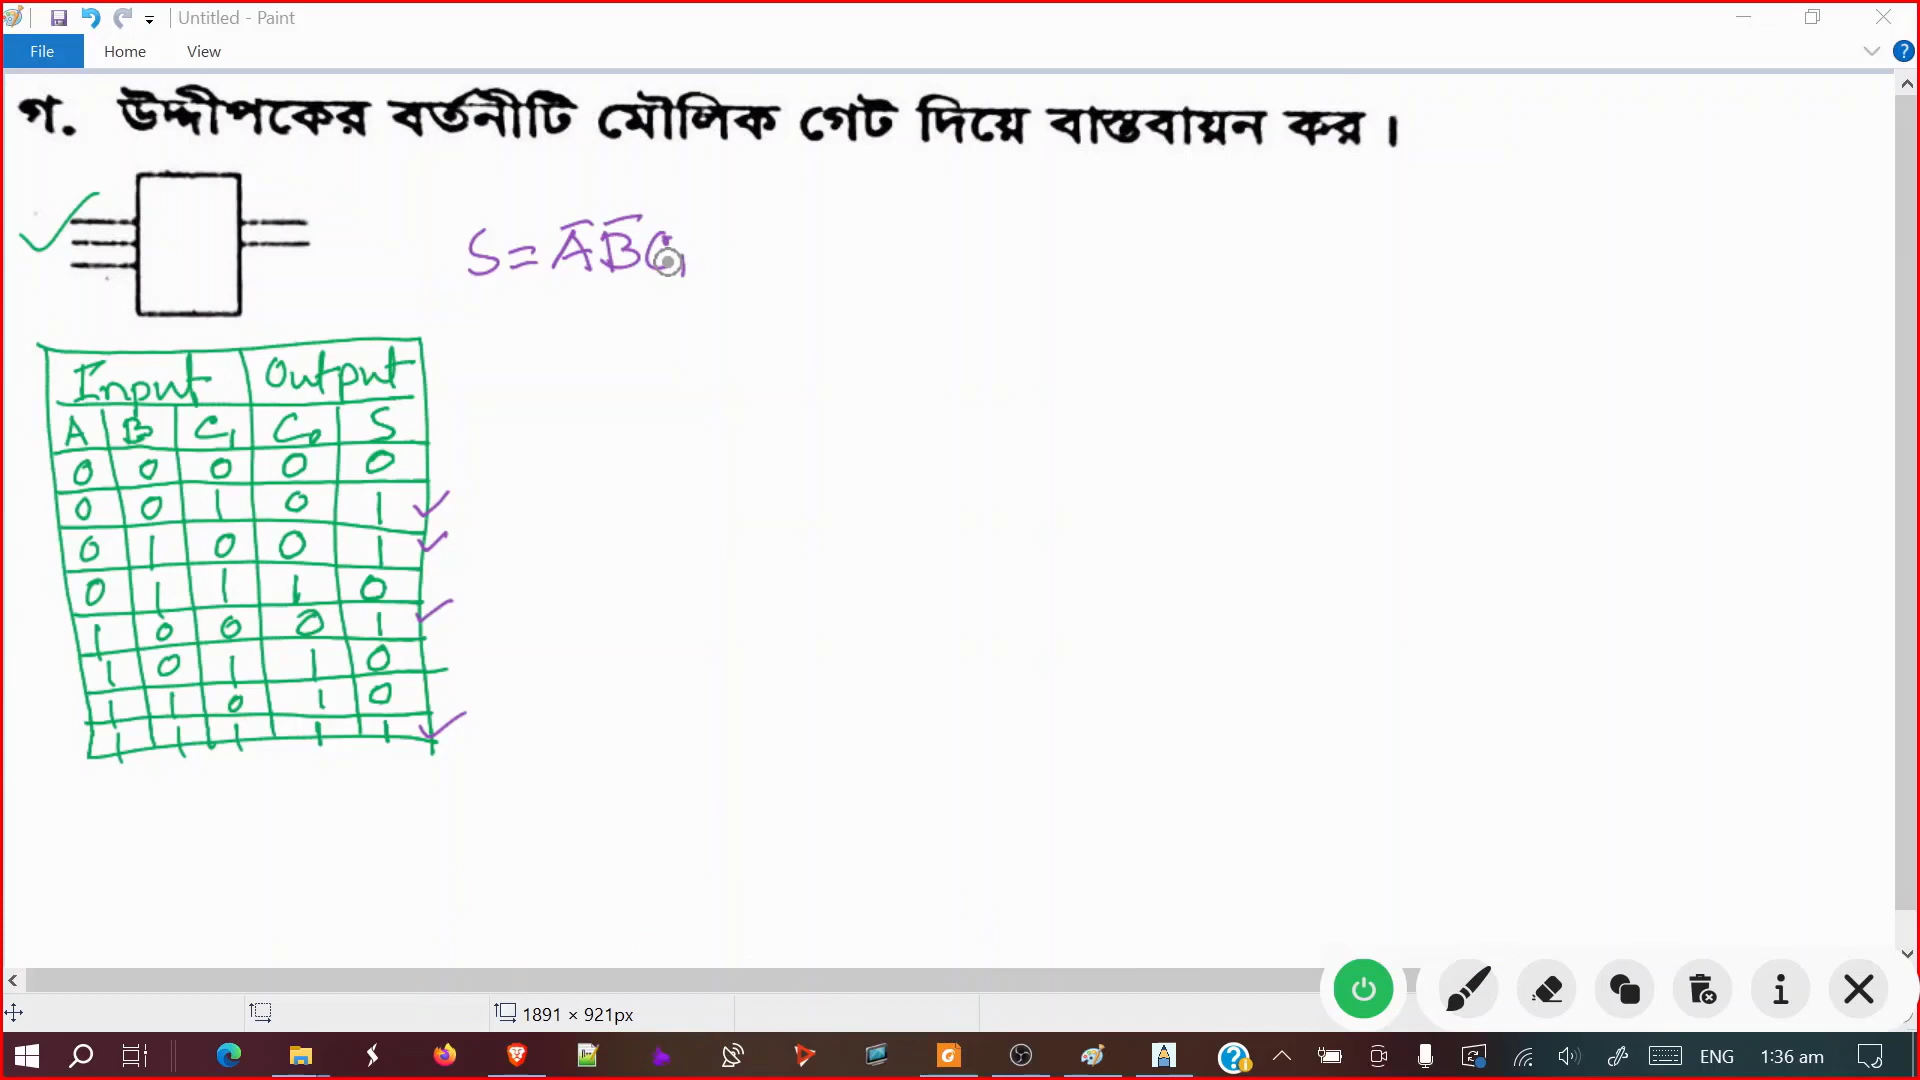 Untitled - Paint
File Home View
গ. উদ্দীপকের বর্তনীটি মৌলিক গেট দিয়ে বাস্তবায়ন কর।
S = A̅ B̅ C₁
Input Output
A B C₁ C₀ S
0 0 0 0 0
0 0 1 0 1
0 1 0 0 1
0 1 1 1 0
1 0 0 0 1
1 0 1 1 0
1 1 0 1 0
1 1 1 1 1
1891 × 921px
ENG 1:36 am